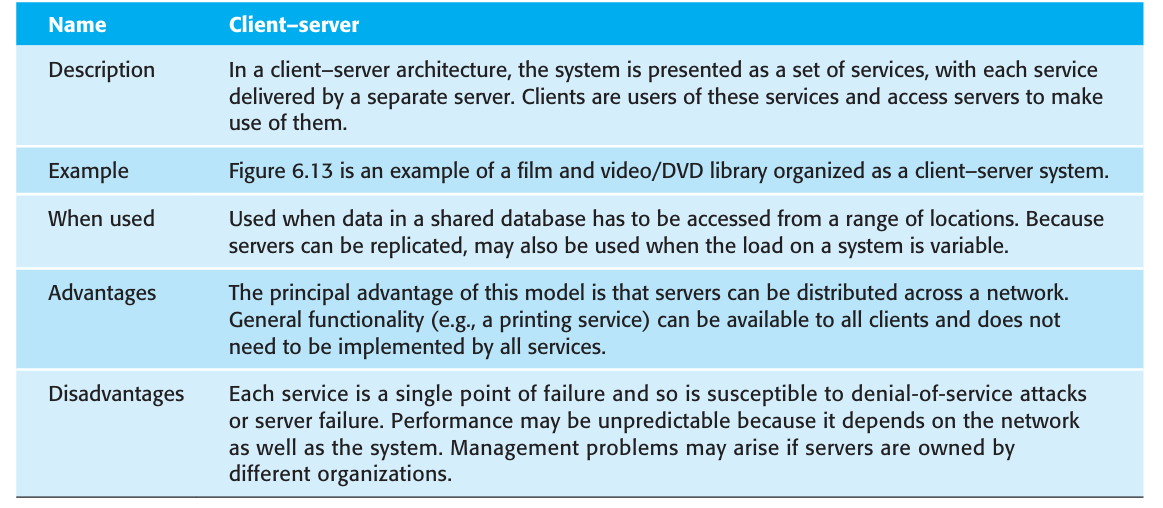 Name Client–server
Description In a client–server architecture, the system is presented as a set of services, with each service
delivered by a separate server. Clients are users of these services and access servers to make
use of them.
Example Figure 6.13 is an example of a film and video/DVD library organized as a client–server system.
When used Used when data in a shared database has to be accessed from a range of locations. Because
servers can be replicated, may also be used when the load on a system is variable.
Advantages The principal advantage of this model is that servers can be distributed across a network.
General functionality (e.g., a printing service) can be available to all clients and does not
need to be implemented by all services.
Disadvantages Each service is a single point of failure and so is susceptible to denial-of-service attacks
or server failure. Performance may be unpredictable because it depends on the network
as well as the system. Management problems may arise if servers are owned by
different organizations.